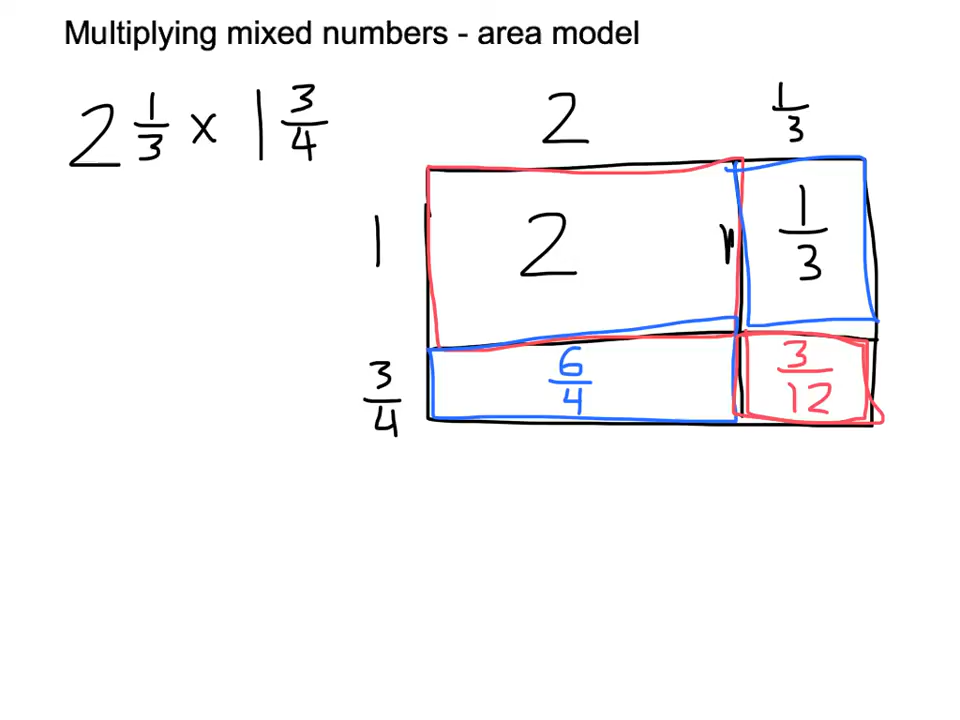 Multiplying mixed numbers - area model
2 1/3 x 1 3/4
2 1/3
1 2 1/3
3/4 6/4 3/12